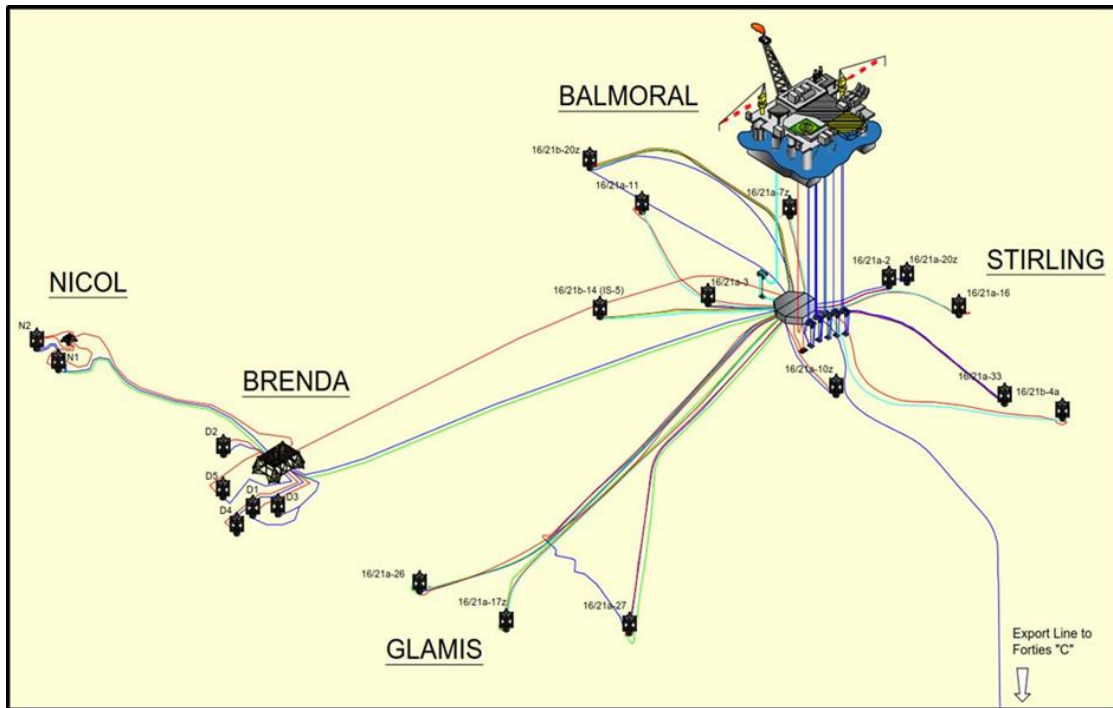 BALMORAL
16/21b-20z
16/21a-11
16/21a-7z
STIRLING
16/21a-2
16/21a-20z
16/21a-3
16/21b-14 (IS-5)
16/21a-16
NICOL
N2
N1
BRENDA
16/21a-10z
16/21a-33
16/21b-4a
D2
D5
D1
D3
D4
16/21a-26
16/21a-17z
16/21a-27
GLAMIS
Export Line to
Forties "C"